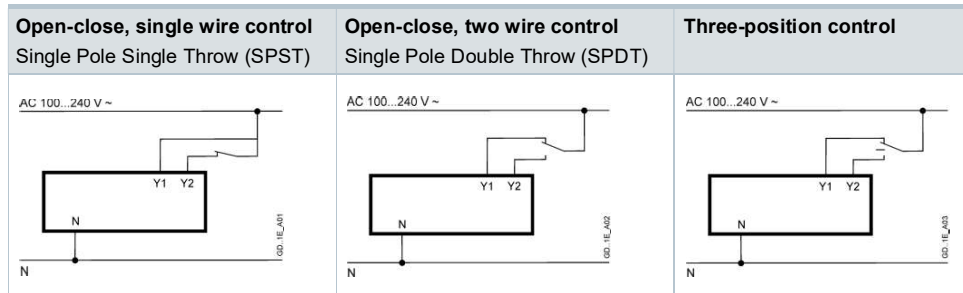 Open-close, single wire control
Single Pole Single Throw (SPST)
Open-close, two wire control
Single Pole Double Throw (SPDT)
Three-position control
AC 100...240 V ~
Y1 Y2
N
GD..1E_A01
N
AC 100...240 V ~
Y1 Y2
N
GD..1E_A02
N
AC 100...240 V ~
Y1 Y2
N
GD..1E_A03
N